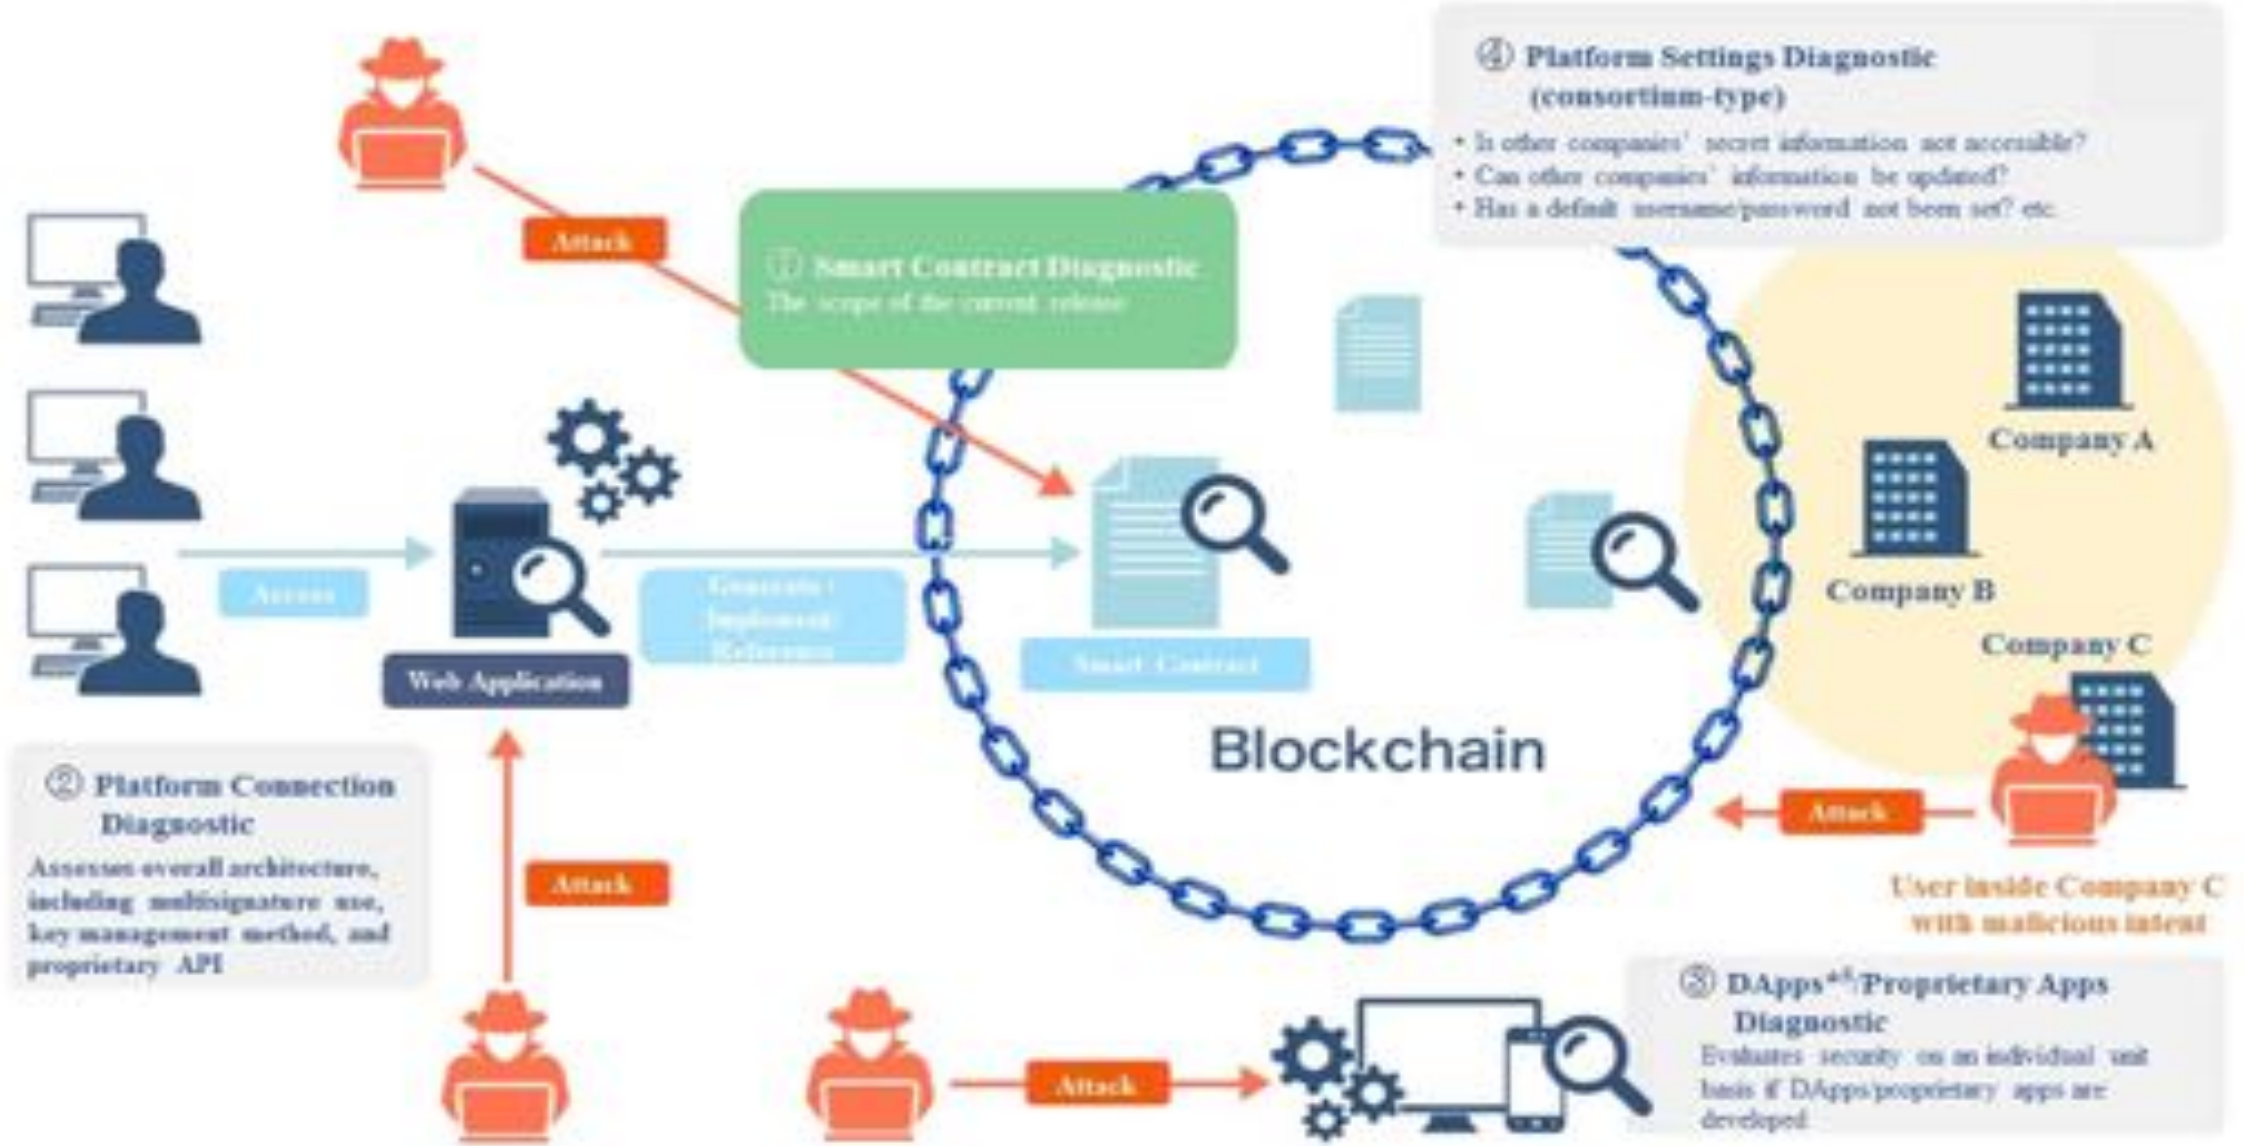 ④ Platform Settings Diagnostic
(consortium-type)
• Is other companies' secret information not accessible?
• Can other companies' information be updated?
• Has a default username/password not been set? etc.
Attack
① Smart Contract Diagnostic
The scope of the current release
Company A
Company B
Company C
Access
Generate /
Implement/
Reference
Web Application
Smart Contract
Blockchain
② Platform Connection
Diagnostic
Assesses overall architecture,
including multisignature use,
key management method, and
proprietary API
Attack
Attack
User inside Company C
with malicious intent
Attack
③ DApps*⁸/Proprietary Apps
Diagnostic
Evaluates security on an individual unit
basis if DApps/proprietary apps are
developed